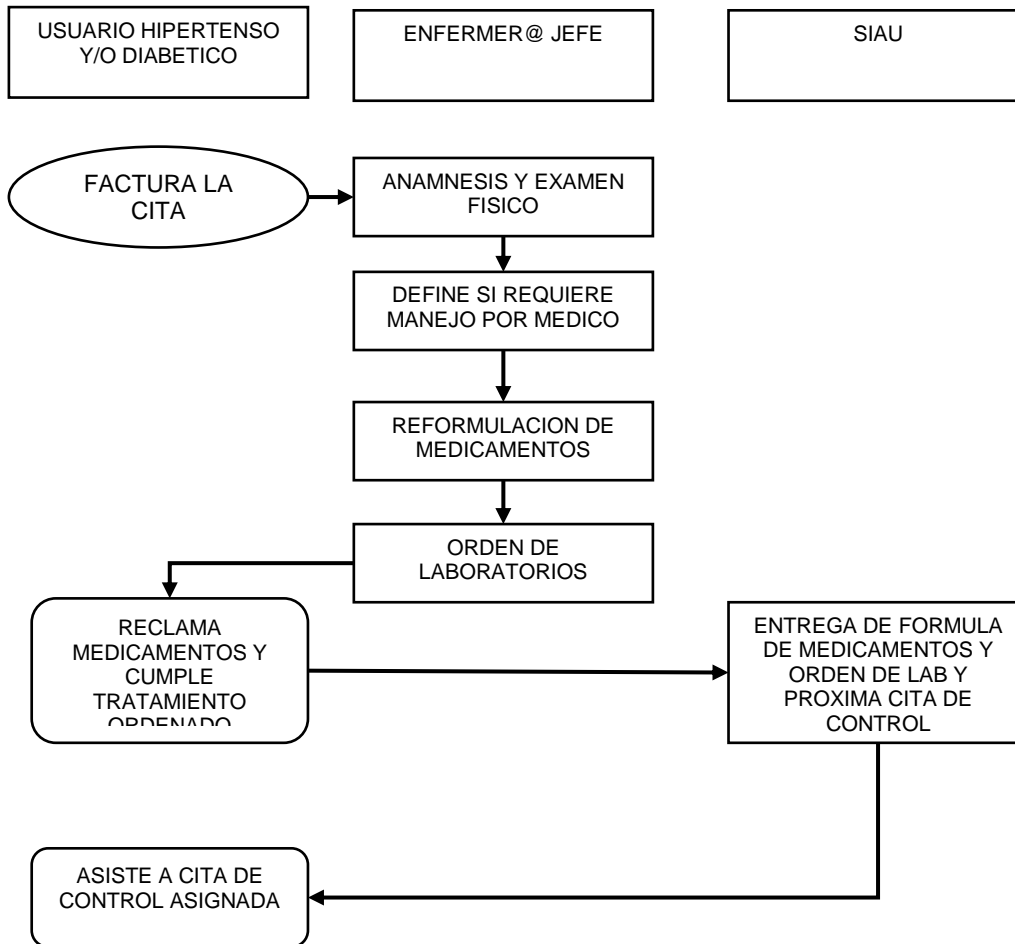 USUARIO HIPERTENSO
Y/O DIABETICO
ENFERMER@ JEFE
SIAU
FACTURA LA
CITA
ANAMNESIS Y EXAMEN
FISICO
DEFINE SI REQUIERE
MANEJO POR MEDICO
REFORMULACION DE
MEDICAMENTOS
ORDEN DE
LABORATORIOS
RECLAMA
MEDICAMENTOS Y
CUMPLE
TRATAMIENTO
ORDENADO
ENTREGA DE FORMULA
DE MEDICAMENTOS Y
ORDEN DE LAB Y
PROXIMA CITA DE
CONTROL
ASISTE A CITA DE
CONTROL ASIGNADA